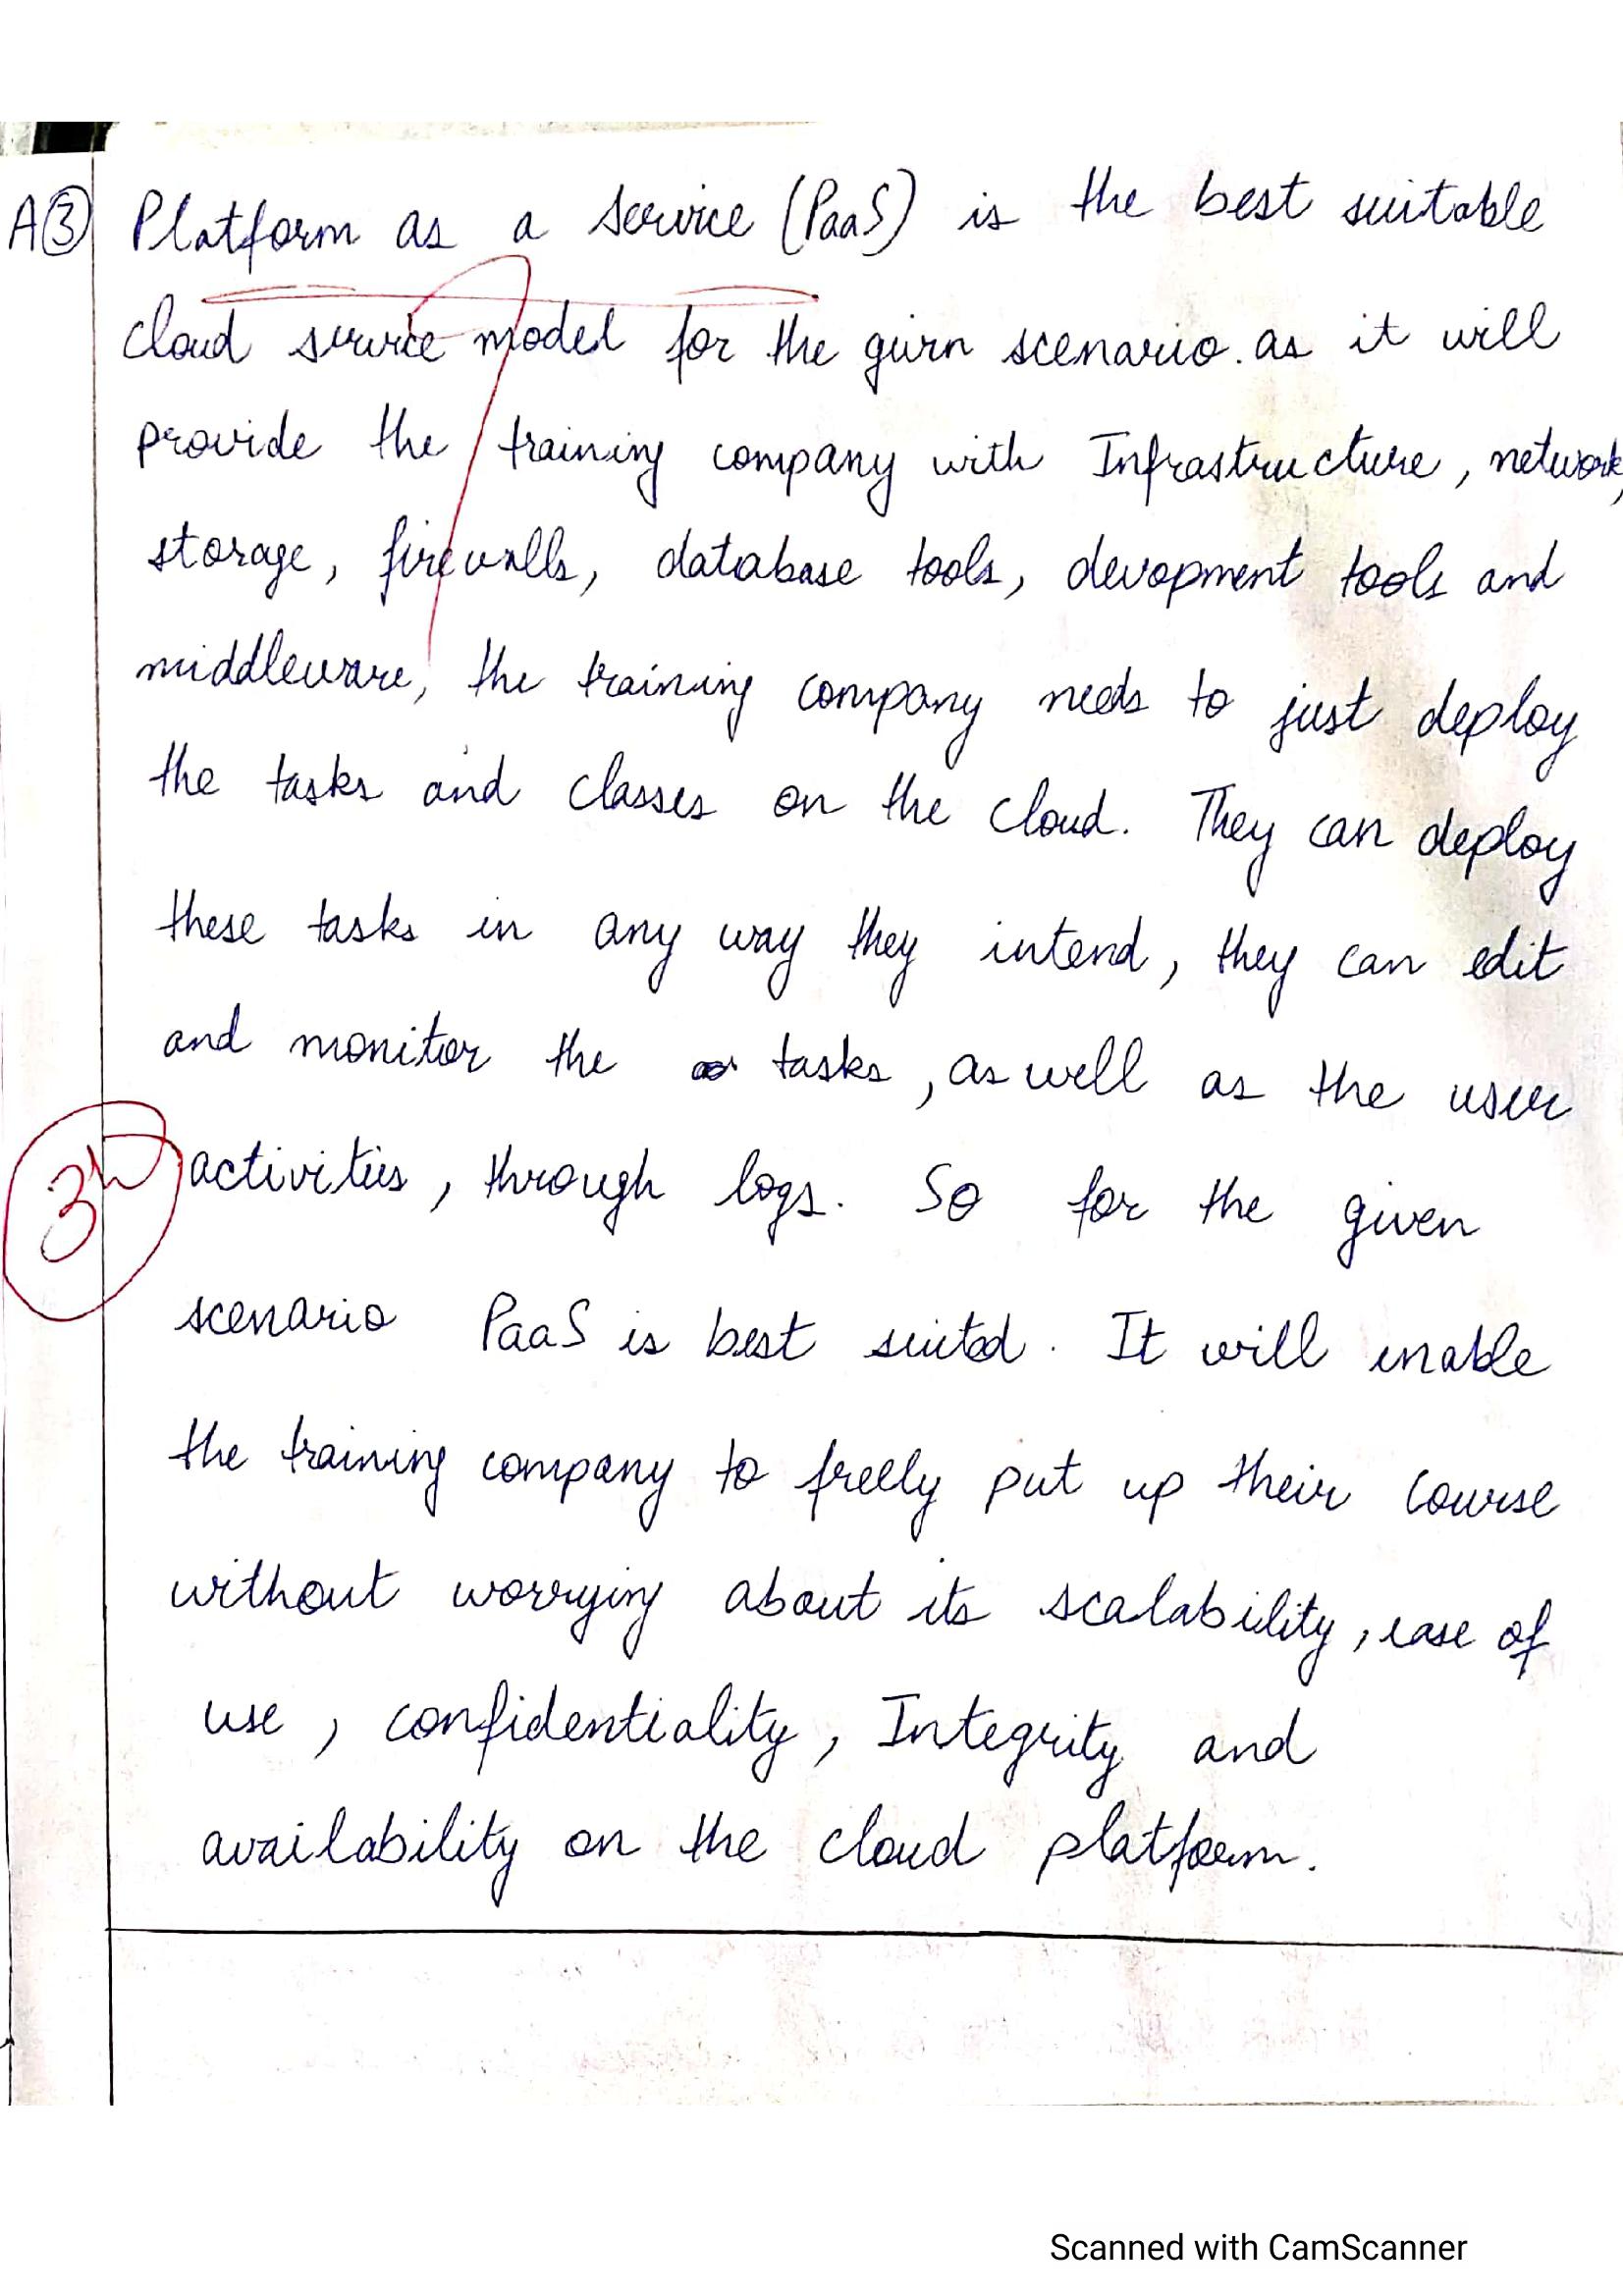 A③ Platform as a Service (PaaS) is the best suitable
cloud service model for the given scenario. as it will
provide the training company with Infrastructure, network,
storage, firewalls, database tools, devopment tools and
middleware, the training company needs to just deploy
the tasks and classes on the cloud. They can deploy
these tasks in any way they intend, they can edit
and monitor the tasks, as well as the user
activities, through logs. So for the given
scenario PaaS is best suited. It will enable
the training company to freely put up their course
without worrying about its scalability, ease of
use, confidentiality, Integrity and
availability on the cloud platform.
Scanned with CamScanner